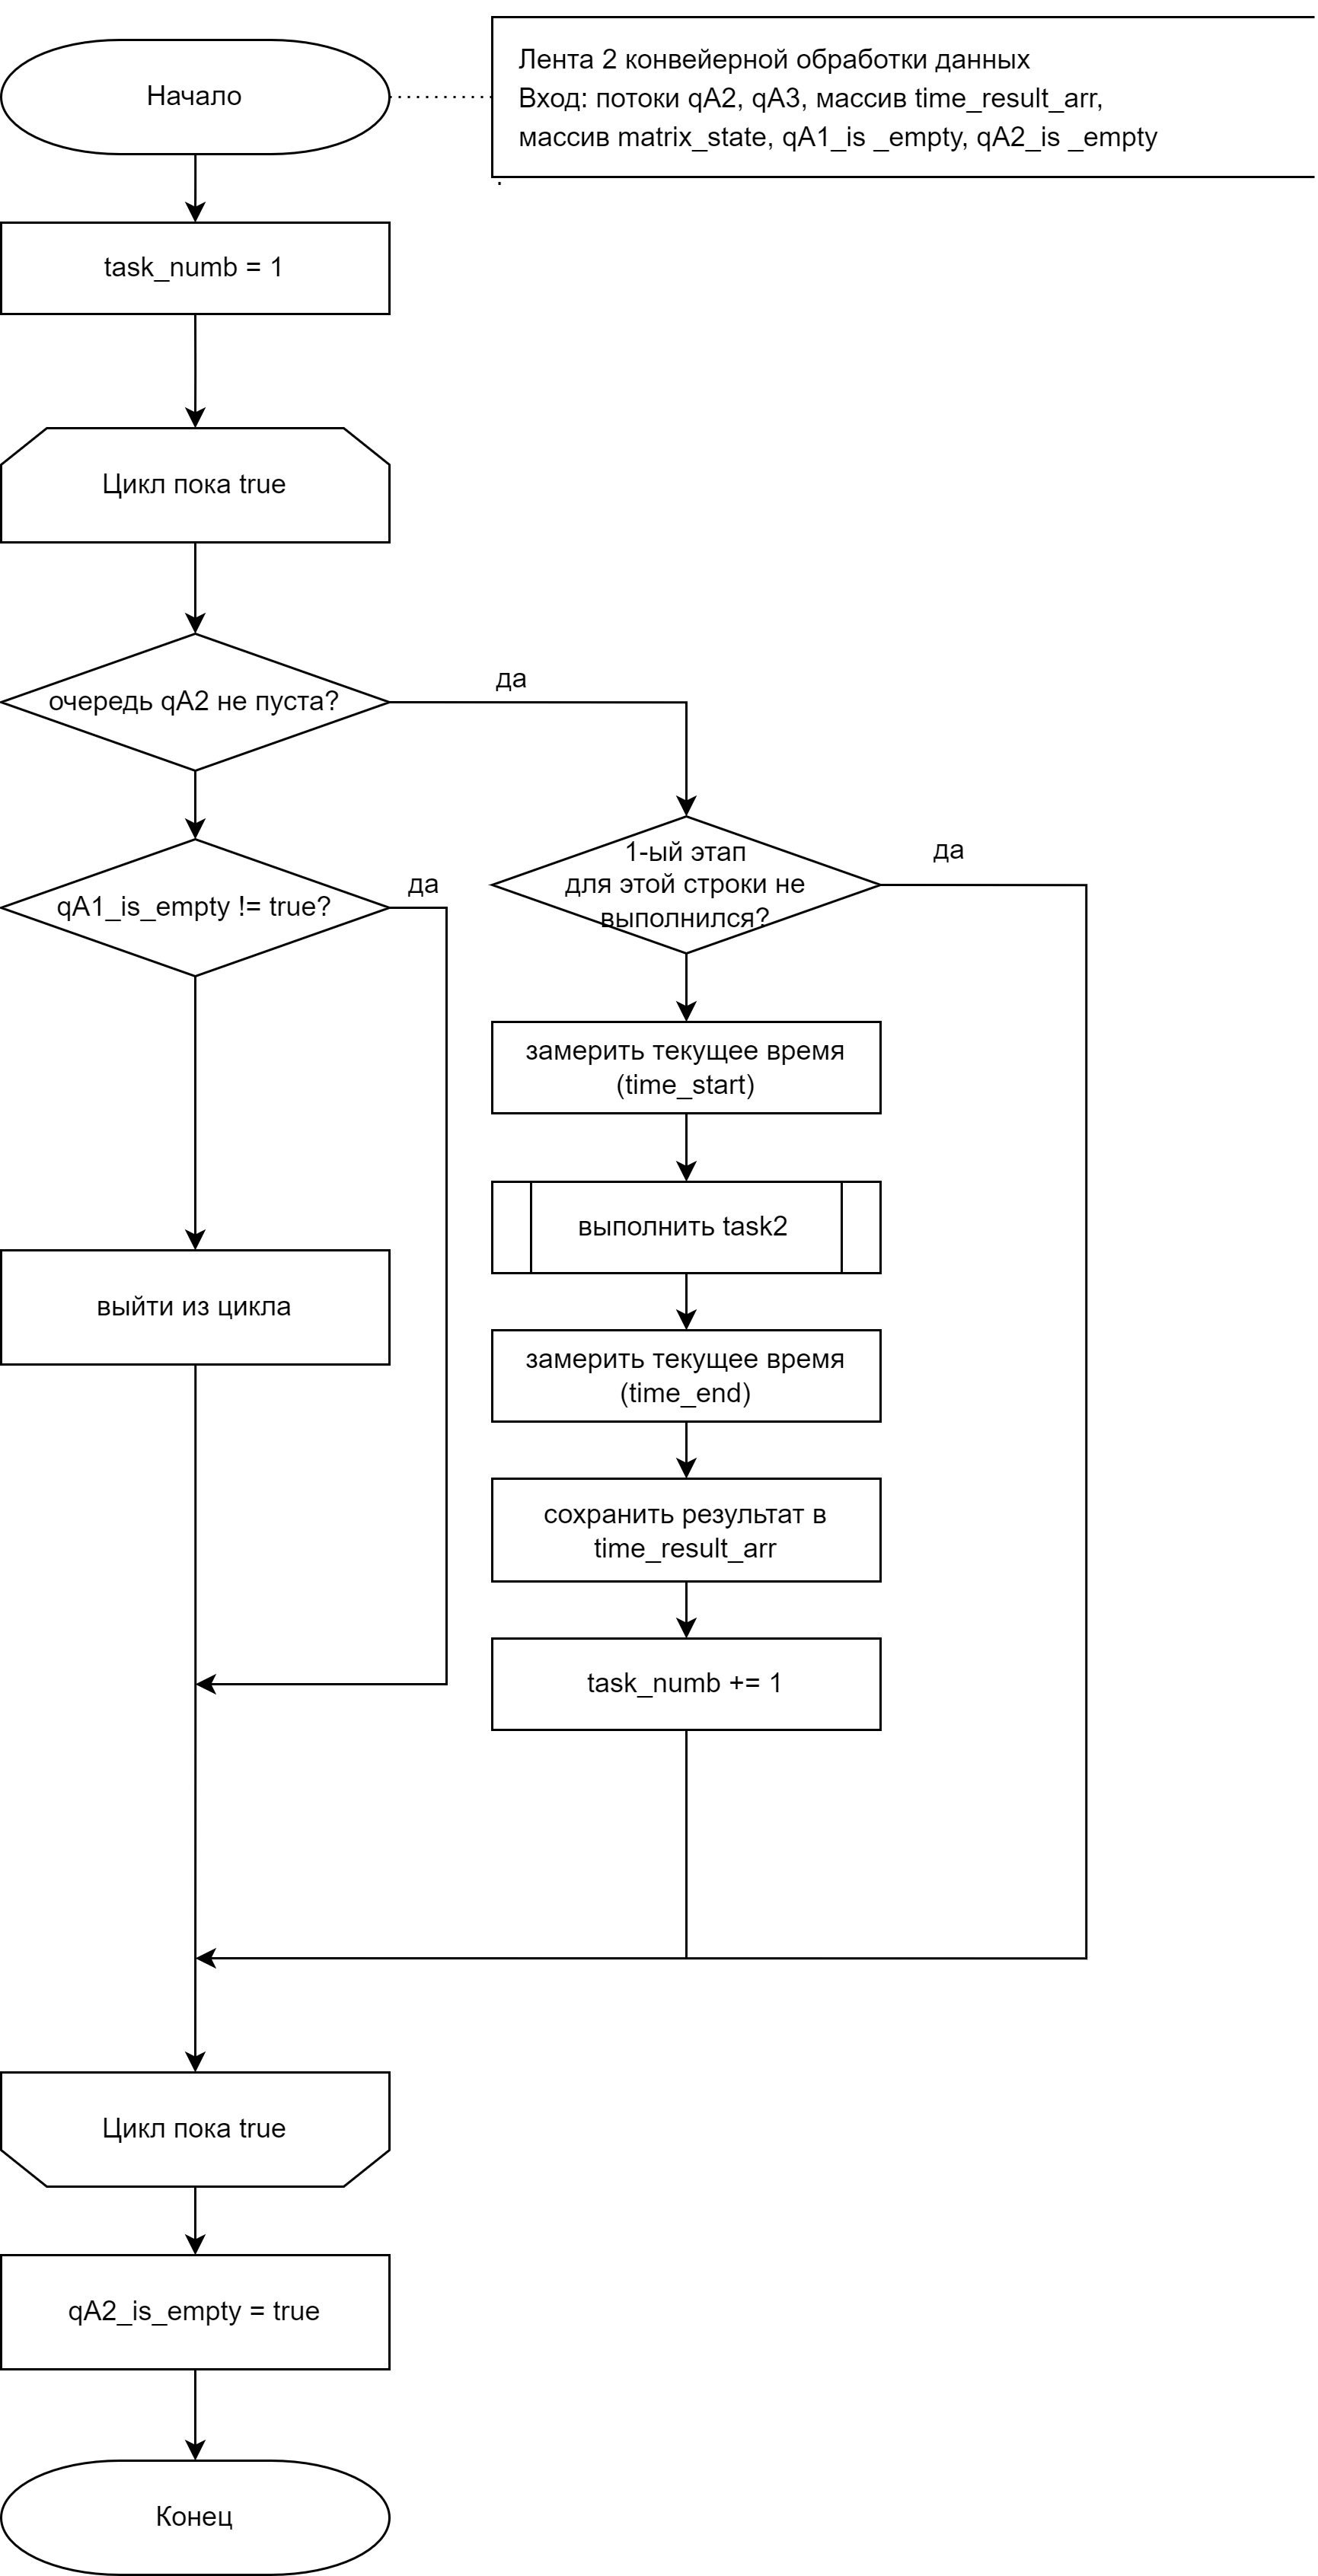 Начало
Лента 2 конвейерной обработки данных
Вход: потоки qA2, qA3, массив time_result_arr,
массив matrix_state, qA1_is _empty, qA2_is _empty
.
task_numb = 1
Цикл пока true
очередь qA2 не пуста?
да
qA1_is_empty != true?
да
1-ый этап
для этой строки не
выполнился?
да
замерить текущее время
(time_start)
выполнить task2
выйти из цикла
замерить текущее время
(time_end)
сохранить результат в
time_result_arr
task_numb += 1
Цикл пока true
qA2_is_empty = true
Конец